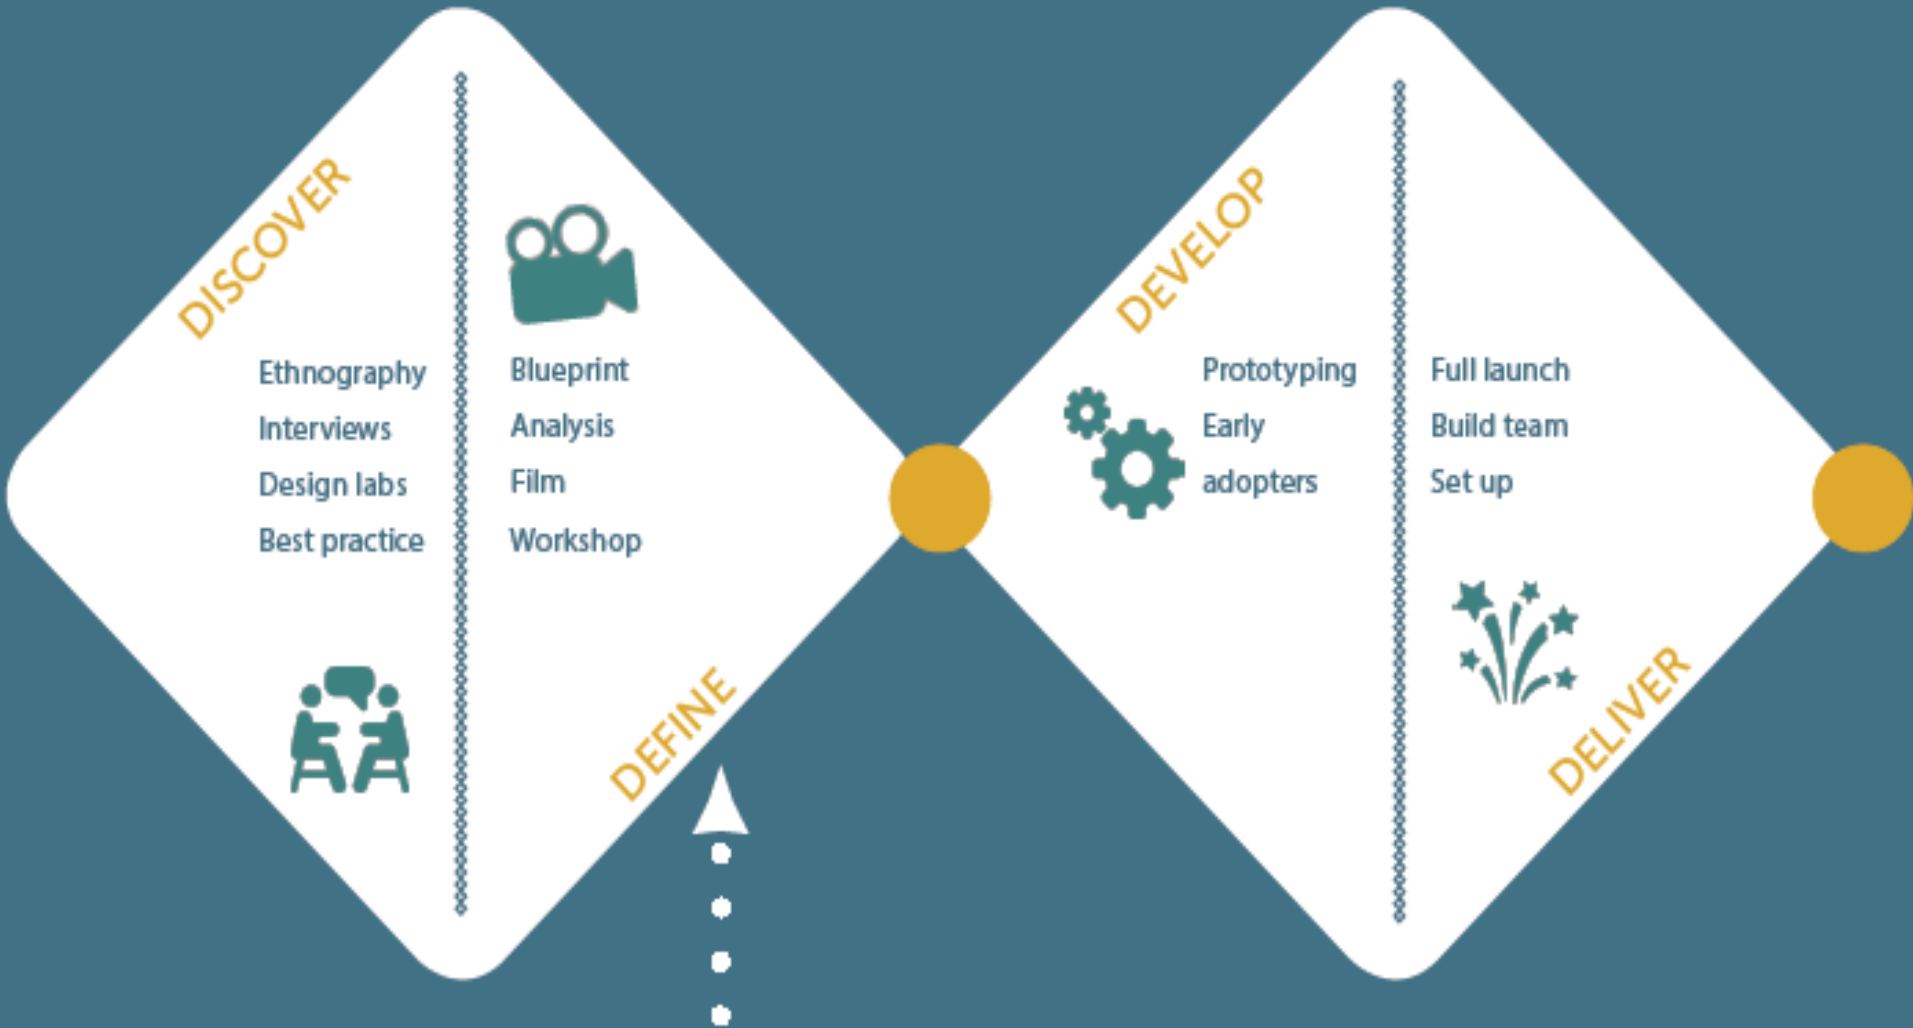 DISCOVER
Ethnography
Interviews
Design labs
Best practice
Blueprint
Analysis
Film
Workshop
DEFINE
DEVELOP
Prototyping
Early
adopters
Full launch
Build team
Set up
DELIVER